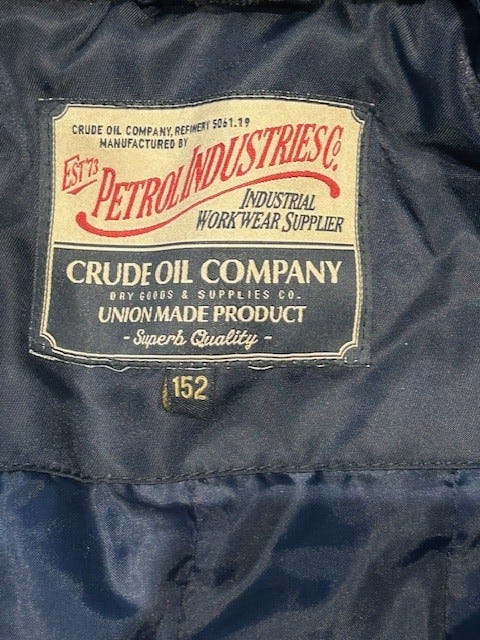 CRUDE OIL COMPANY, REFINERY 5061.19
MANUFACTURED BY
EST'73
PETROL INDUSTRIES Co.
INDUSTRIAL
WORKWEAR SUPPLIER
CRUDE OIL COMPANY
DRY GOODS & SUPPLIES CO.
UNION MADE PRODUCT
- Superb Quality -
152